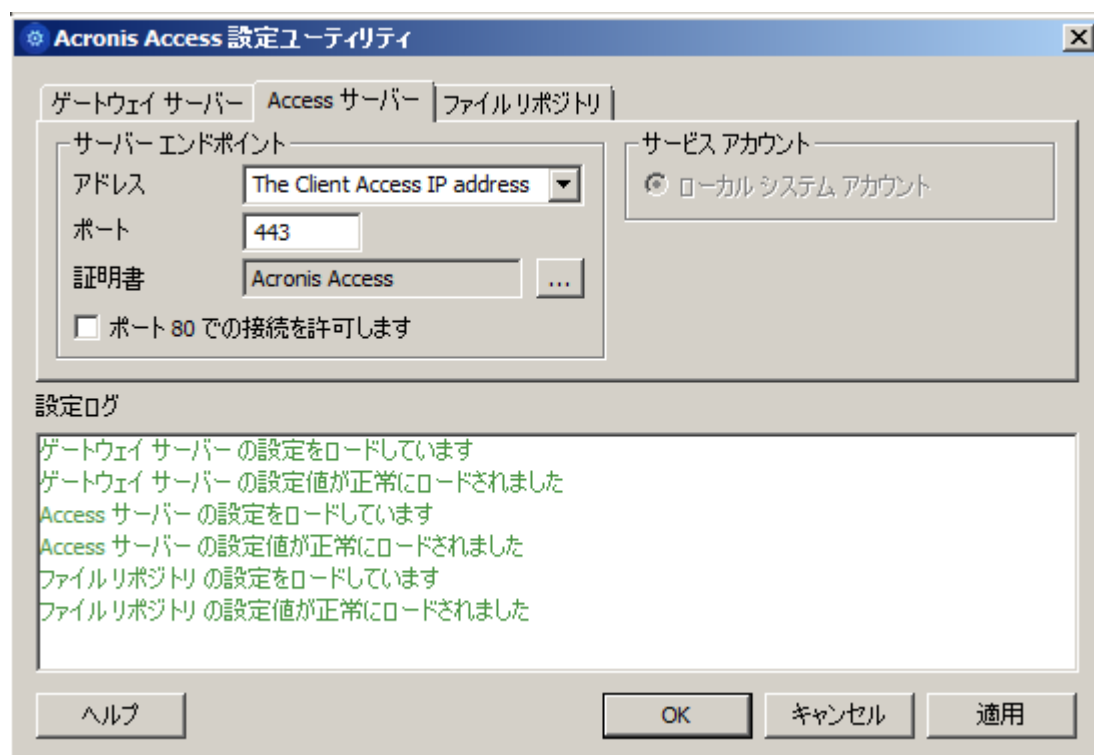 Acronis Access 設定ユーティリティ
ゲートウェイ サーバー
Access サーバー
ファイル リポジトリ
サーバー エンドポイント
アドレス
The Client Access IP address
ポート
443
証明書
Acronis Access
...
ポート 80 での接続を許可します
サービス アカウント
ローカル システム アカウント
設定ログ
ゲートウェイ サーバー の設定をロードしています
ゲートウェイ サーバー の設定値が正常にロードされました
Access サーバー の設定をロードしています
Access サーバー の設定値が正常にロードされました
ファイル リポジトリ の設定をロードしています
ファイル リポジトリ の設定値が正常にロードされました
ヘルプ
OK
キャンセル
適用